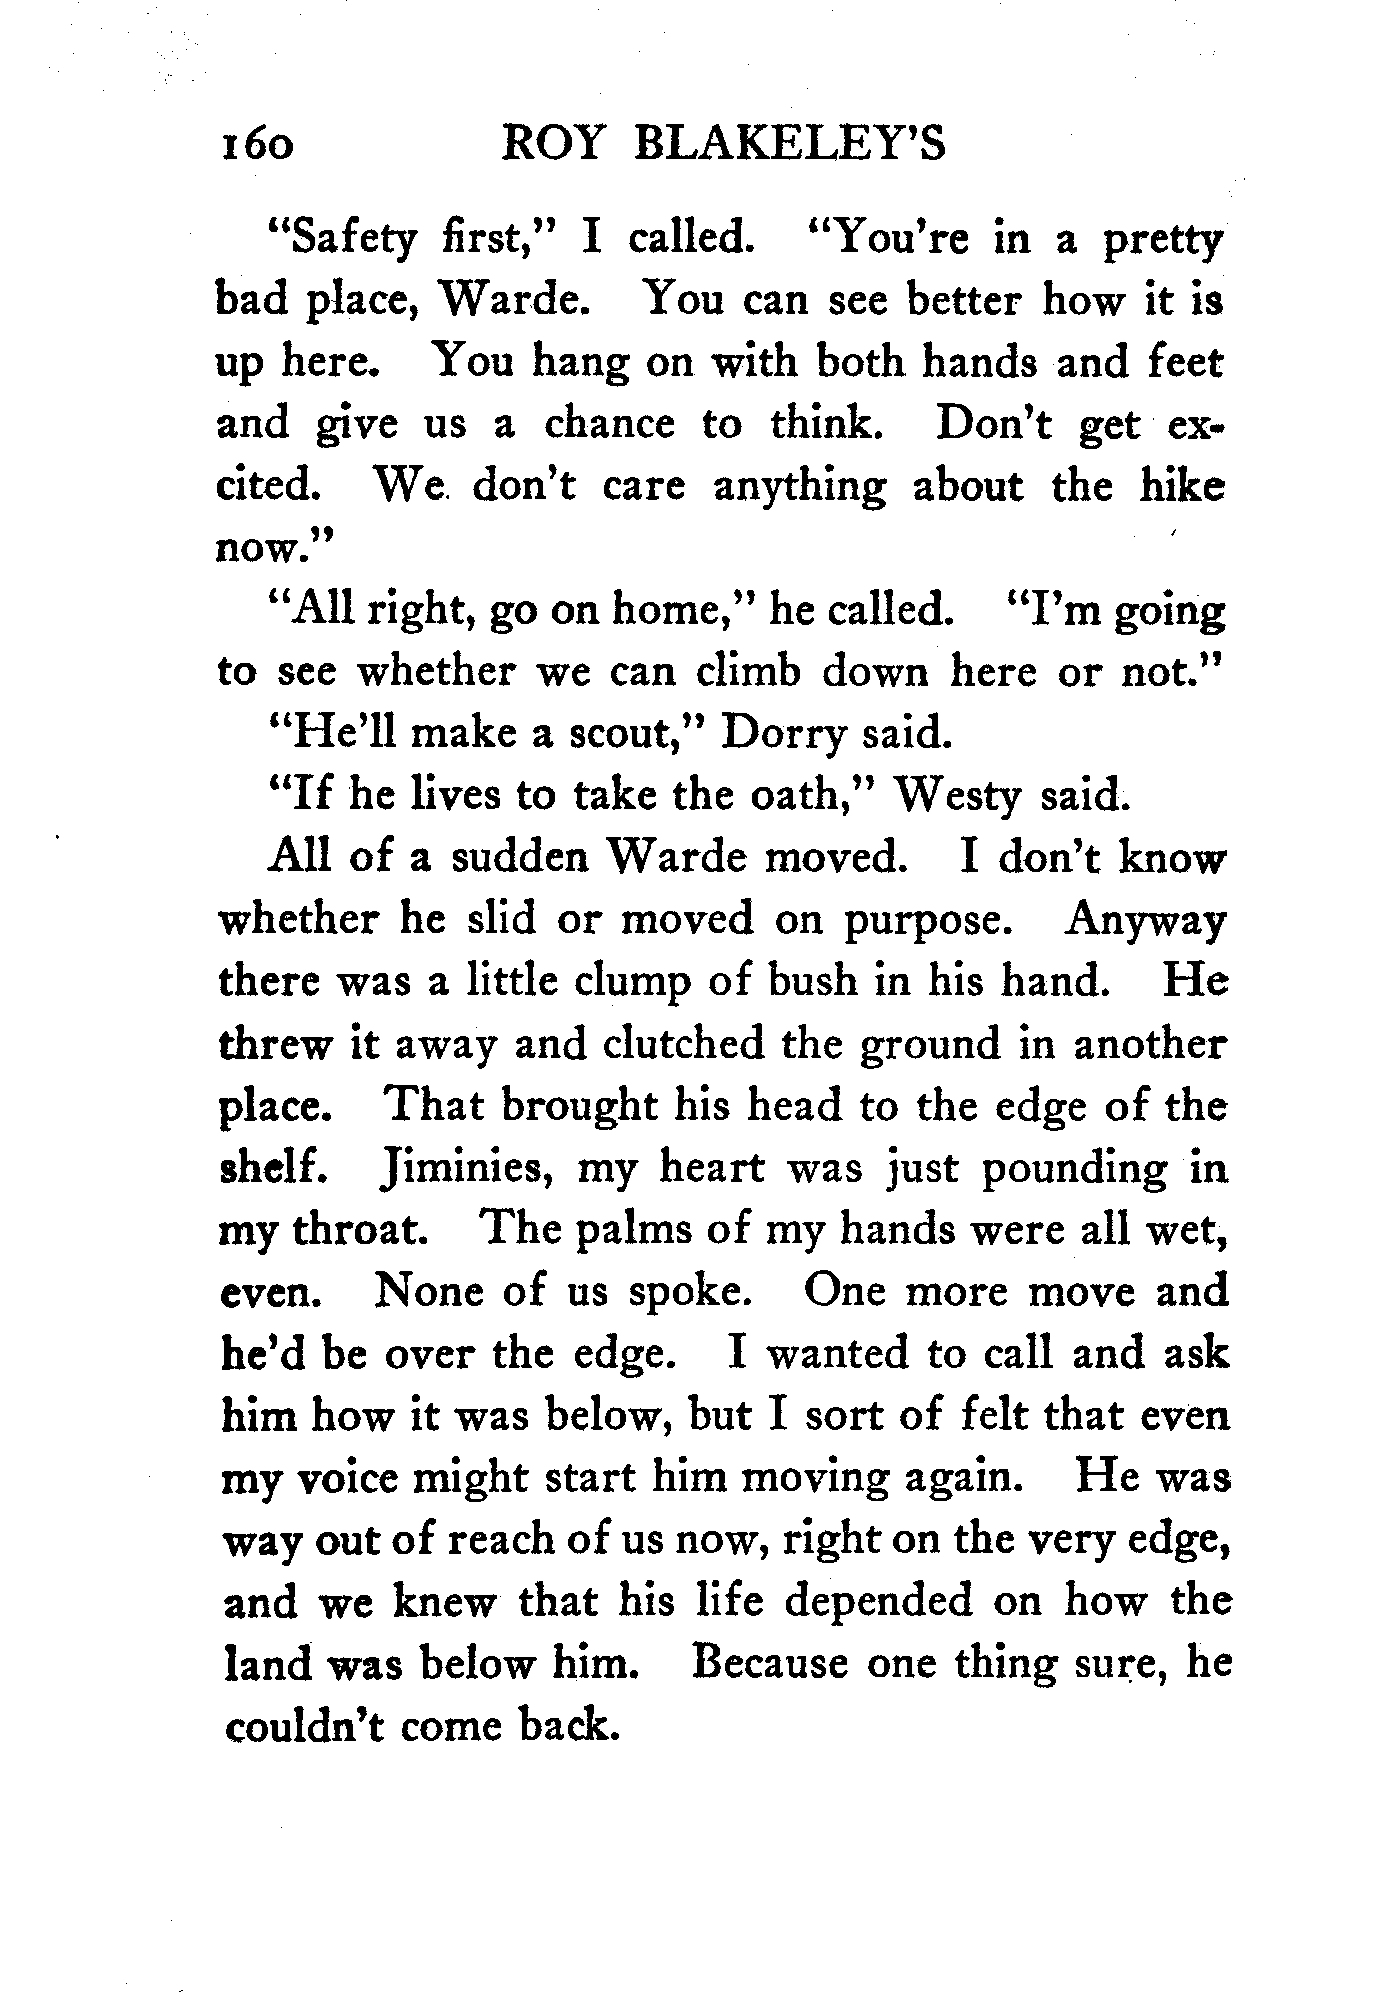 160 ROY BLAKELEY'S
"Safety first," I called. "You're in a pretty
bad place, Warde. You can see better how it is
up here. You hang on with both hands and feet
and give us a chance to think. Don't get ex-
cited. We don't care anything about the hike
now."
"All right, go on home," he called. "I'm going
to see whether we can climb down here or not."
"He'll make a scout," Dorry said.
"If he lives to take the oath," Westy said.
All of a sudden Warde moved. I don't know
whether he slid or moved on purpose. Anyway
there was a little clump of bush in his hand. He
threw it away and clutched the ground in another
place. That brought his head to the edge of the
shelf. Jiminies, my heart was just pounding in
my throat. The palms of my hands were all wet,
even. None of us spoke. One more move and
he'd be over the edge. I wanted to call and ask
him how it was below, but I sort of felt that even
my voice might start him moving again. He was
way out of reach of us now, right on the very edge,
and we knew that his life depended on how the
land was below him. Because one thing sure, he
couldn't come back.